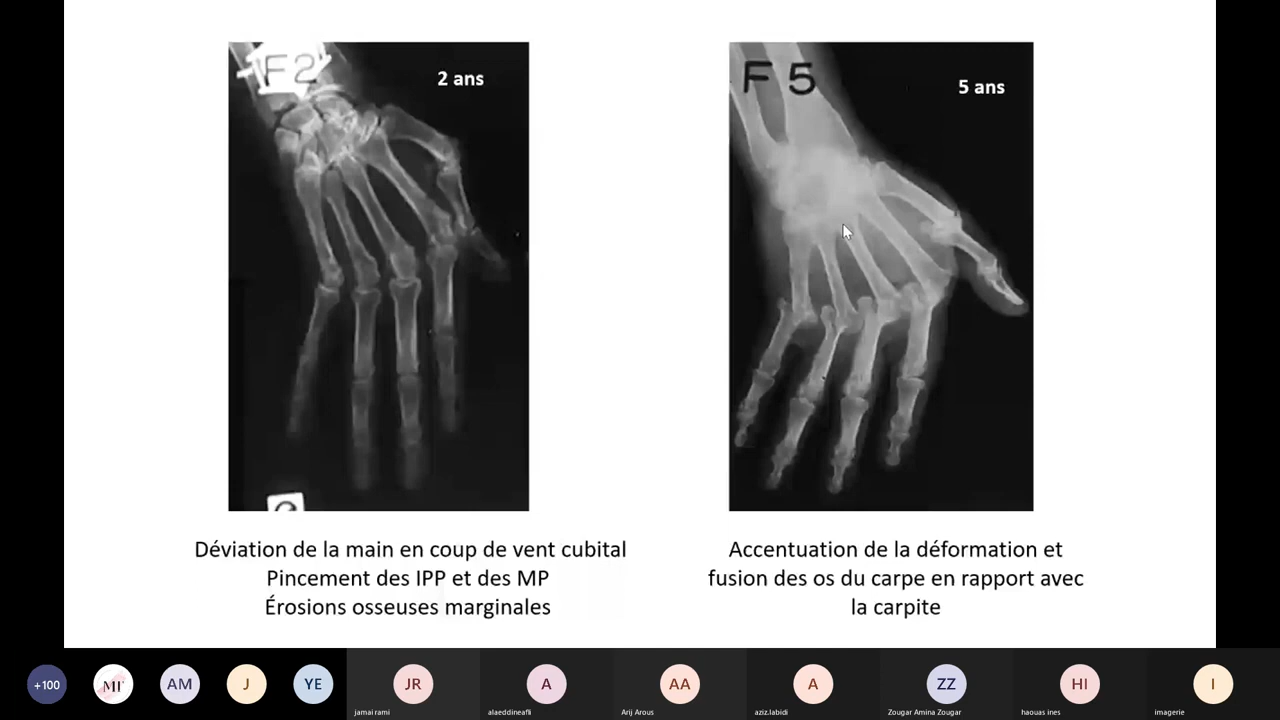 F2
2 ans
F 5
5 ans
Déviation de la main en coup de vent cubital
Pincement des IPP et des MP
Érosions osseuses marginales
Accentuation de la déformation et
fusion des os du carpe en rapport avec
la carpite
+100
AM
J
YE
JR
A
AA
A
ZZ
HI
I
jamai rami
alaeddineafli
Arij Arous
aziz.labidi
Zougar Amina Zougar
haouas ines
imagerie